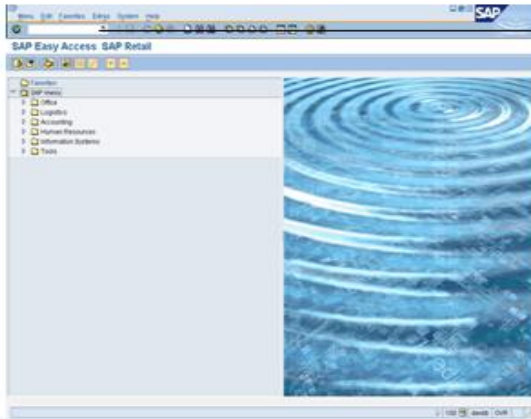 Menu Edit Favorites Extras System Help
SAP
SAP Easy Access SAP Retail
Favorites
SAP menu
Office
Logistics
Accounting
Human Resources
Information Systems
Tools
OVR